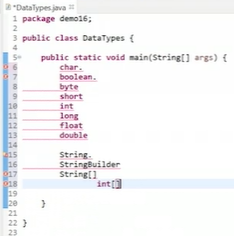 *DataTypes.java
1 package demo16;
2
3 public class DataTypes {
4
5 public static void main(String[] args) {
6 char.
7 boolean.
8 byte
9 short
10 int
11 long
12 float
13 double
14
15 String.
16 StringBuilder
17 String[]
18 int[]
19
20 }
21
22 }
23